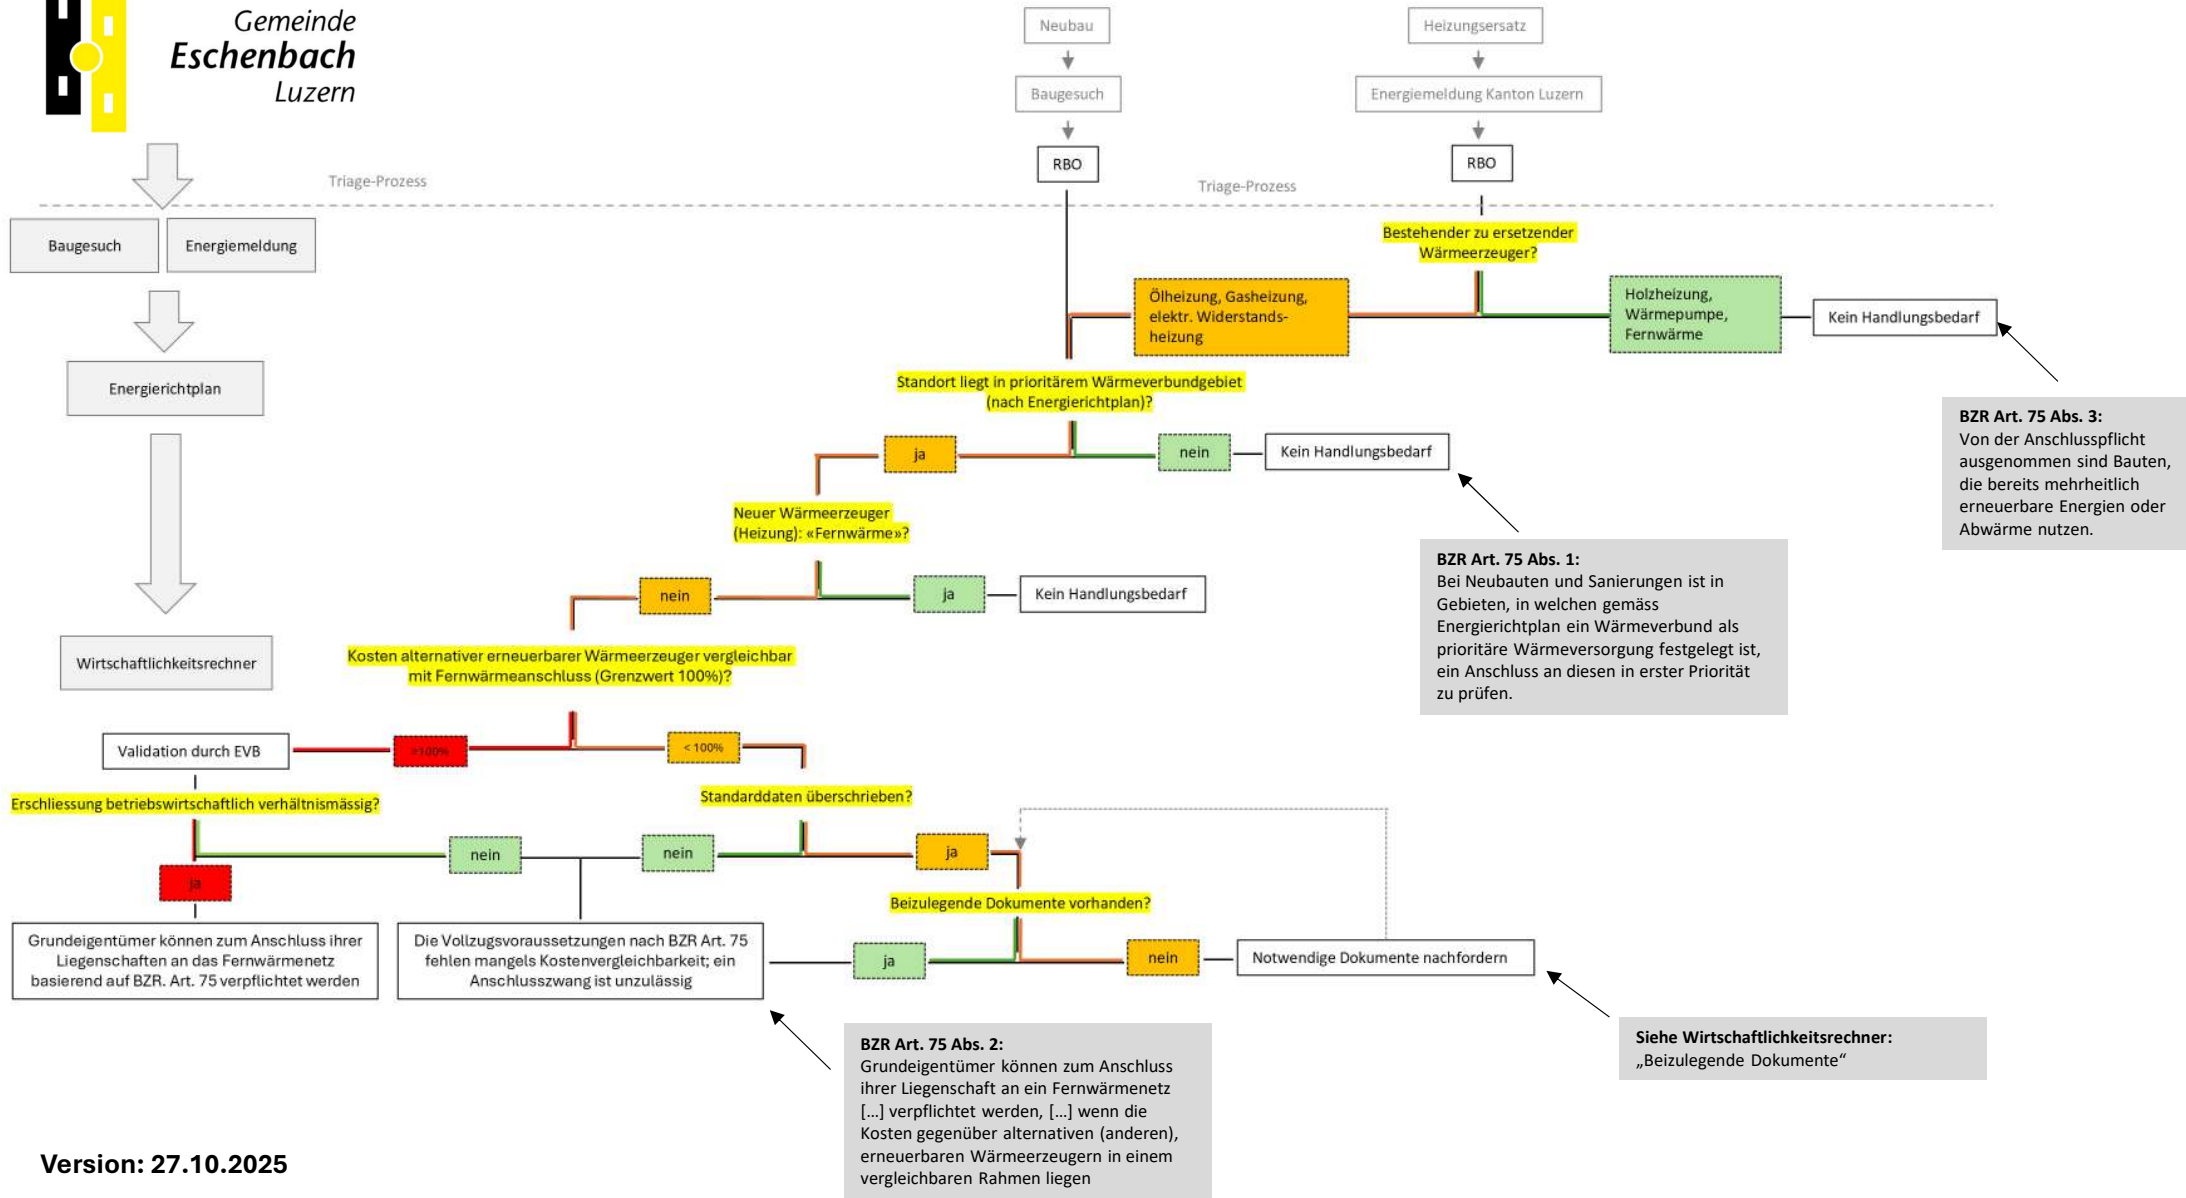 Gemeinde
Eschenbach
Luzern
Neubau
Heizungsersatz
Baugesuch
Energiemeldung Kanton Luzern
RBO
RBO
Triage-Prozess
Triage-Prozess
Baugesuch
Energiemeldung
Bestehender zu ersetzender
Wärmeerzeuger?
Ölheizung, Gasheizung,
elektr. Widerstands-
heizung
Holzheizung,
Wärmepumpe,
Fernwärme
Kein Handlungsbedarf
Energierichtplan
Standort liegt in prioritärem Wärmeverbundgebiet
(nach Energierichtplan)?
BZR Art. 75 Abs. 3:
Von der Anschlusspflicht
ausgenommen sind Bauten,
die bereits mehrheitlich
erneuerbare Energien oder
Abwärme nutzen.
ja
nein
Kein Handlungsbedarf
Neuer Wärmeerzeuger
(Heizung): «Fernwärme»?
BZR Art. 75 Abs. 1:
Bei Neubauten und Sanierungen ist in
Gebieten, in welchen gemäss
Energierichtplan ein Wärmeverbund als
prioritäre Wärmeversorgung festgelegt ist,
ein Anschluss an diesen in erster Priorität
zu prüfen.
nein
ja
Kein Handlungsbedarf
Wirtschaftlichkeitsrechner
Kosten alternativer erneuerbarer Wärmeerzeuger vergleichbar
mit Fernwärmeanschluss (Grenzwert 100%)?
Validation durch EVB
≥100%
< 100%
Erschliessung betriebswirtschaftlich verhältnismässig?
Standarddaten überschrieben?
nein
nein
ja
ja
Beizulegende Dokumente vorhanden?
Grundeigentümer können zum Anschluss ihrer
Liegenschaften an das Fernwärmenetz
basierend auf BZR. Art. 75 verpflichtet werden
Die Vollzugsvoraussetzungen nach BZR Art. 75
fehlen mangels Kostenvergleichbarkeit; ein
Anschlusszwang ist unzulässig
ja
nein
Notwendige Dokumente nachfordern
Siehe Wirtschaftlichkeitsrechner:
„Beizulegende Dokumente“
BZR Art. 75 Abs. 2:
Grundeigentümer können zum Anschluss
ihrer Liegenschaft an ein Fernwärmenetz
[…] verpflichtet werden, […] wenn die
Kosten gegenüber alternativen (anderen),
erneuerbaren Wärmeerzeugern in einem
vergleichbaren Rahmen liegen
Version: 27.10.2025